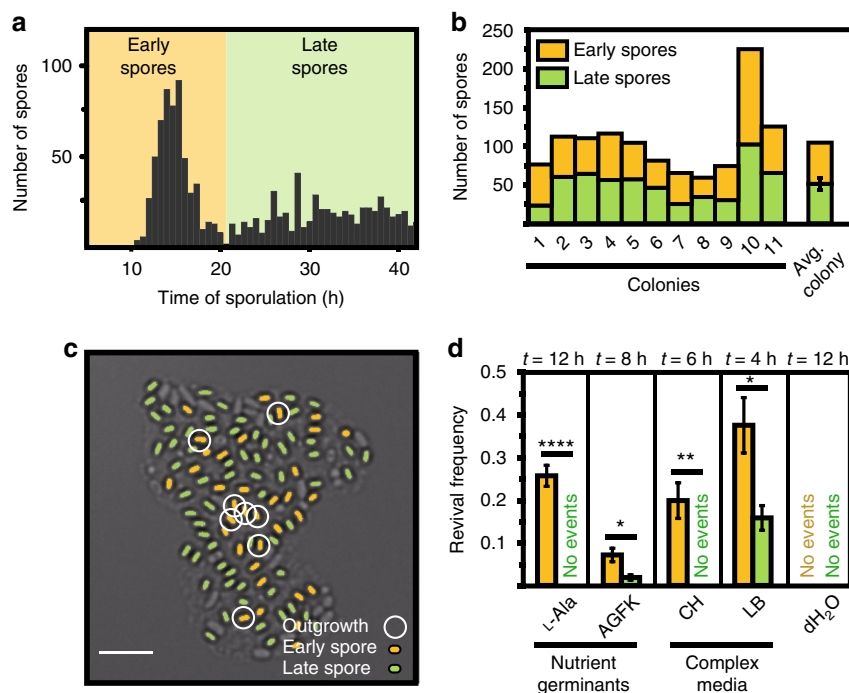 a
Early spores
Late spores
Number of spores
100
50
10
20
30
40
Time of sporulation (h)
b
Number of spores
250
200
150
100
50
Early spores
Late spores
1
2
3
4
5
6
7
8
9
10
11
Avg. colony
Colonies
c
Outgrowth
Early spore
Late spore
d
t = 12 h
t = 8 h
t = 6 h
t = 4 h
t = 12 h
Revival frequency
0.5
0.4
0.3
0.2
0.1
****
*
**
*
No events
No events
No events
No events
L-Ala
AGFK
CH
LB
dH₂O
Nutrient germinants
Complex media